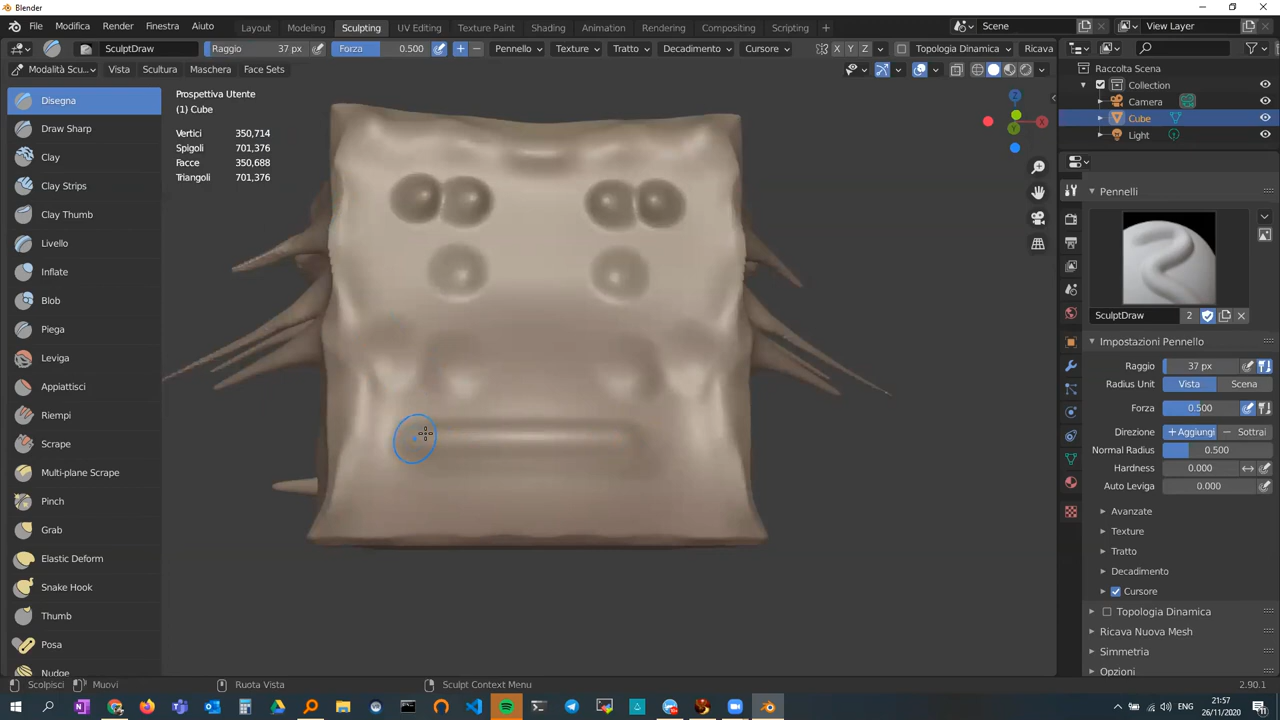 Blender
File Modifica Render Finestra Aiuto Layout Modeling Sculpting UV Editing Texture Paint Shading Animation Rendering Compositing Scripting + Scene View Layer
SculptDraw Raggio 37 px Forza 0.500 + − Pennello Texture Tratto Decadimento Cursore X Y Z Topologia Dinamica Ricava
Modalità Scu... Vista Scultura Maschera Face Sets
Raccolta Scena
Collection
Camera
Cube
Light
Disegna
Draw Sharp
Clay
Clay Strips
Clay Thumb
Livello
Inflate
Blob
Piega
Leviga
Appiattisci
Riempi
Scrape
Multi-plane Scrape
Pinch
Grab
Elastic Deform
Snake Hook
Thumb
Posa
Nudge
Prospettiva Utente
(1) Cube
Vertici 350,714
Spigoli 701,376
Facce 350,688
Triangoli 701,376
Z
X
Y
Pennelli
SculptDraw 2
Impostazioni Pennello
Raggio 37 px
Radius Unit Vista Scena
Forza 0.500
Direzione + Aggiungi − Sottrai
Normal Radius 0.500
Hardness 0.000
Auto Leviga 0.000
Avanzate
Texture
Tratto
Decadimento
Cursore
Topologia Dinamica
Ricava Nuova Mesh
Simmetria
Opzioni
Scolpisci Muovi Ruota Vista Sculpt Context Menu 2.90.1
21:57
26/11/2020